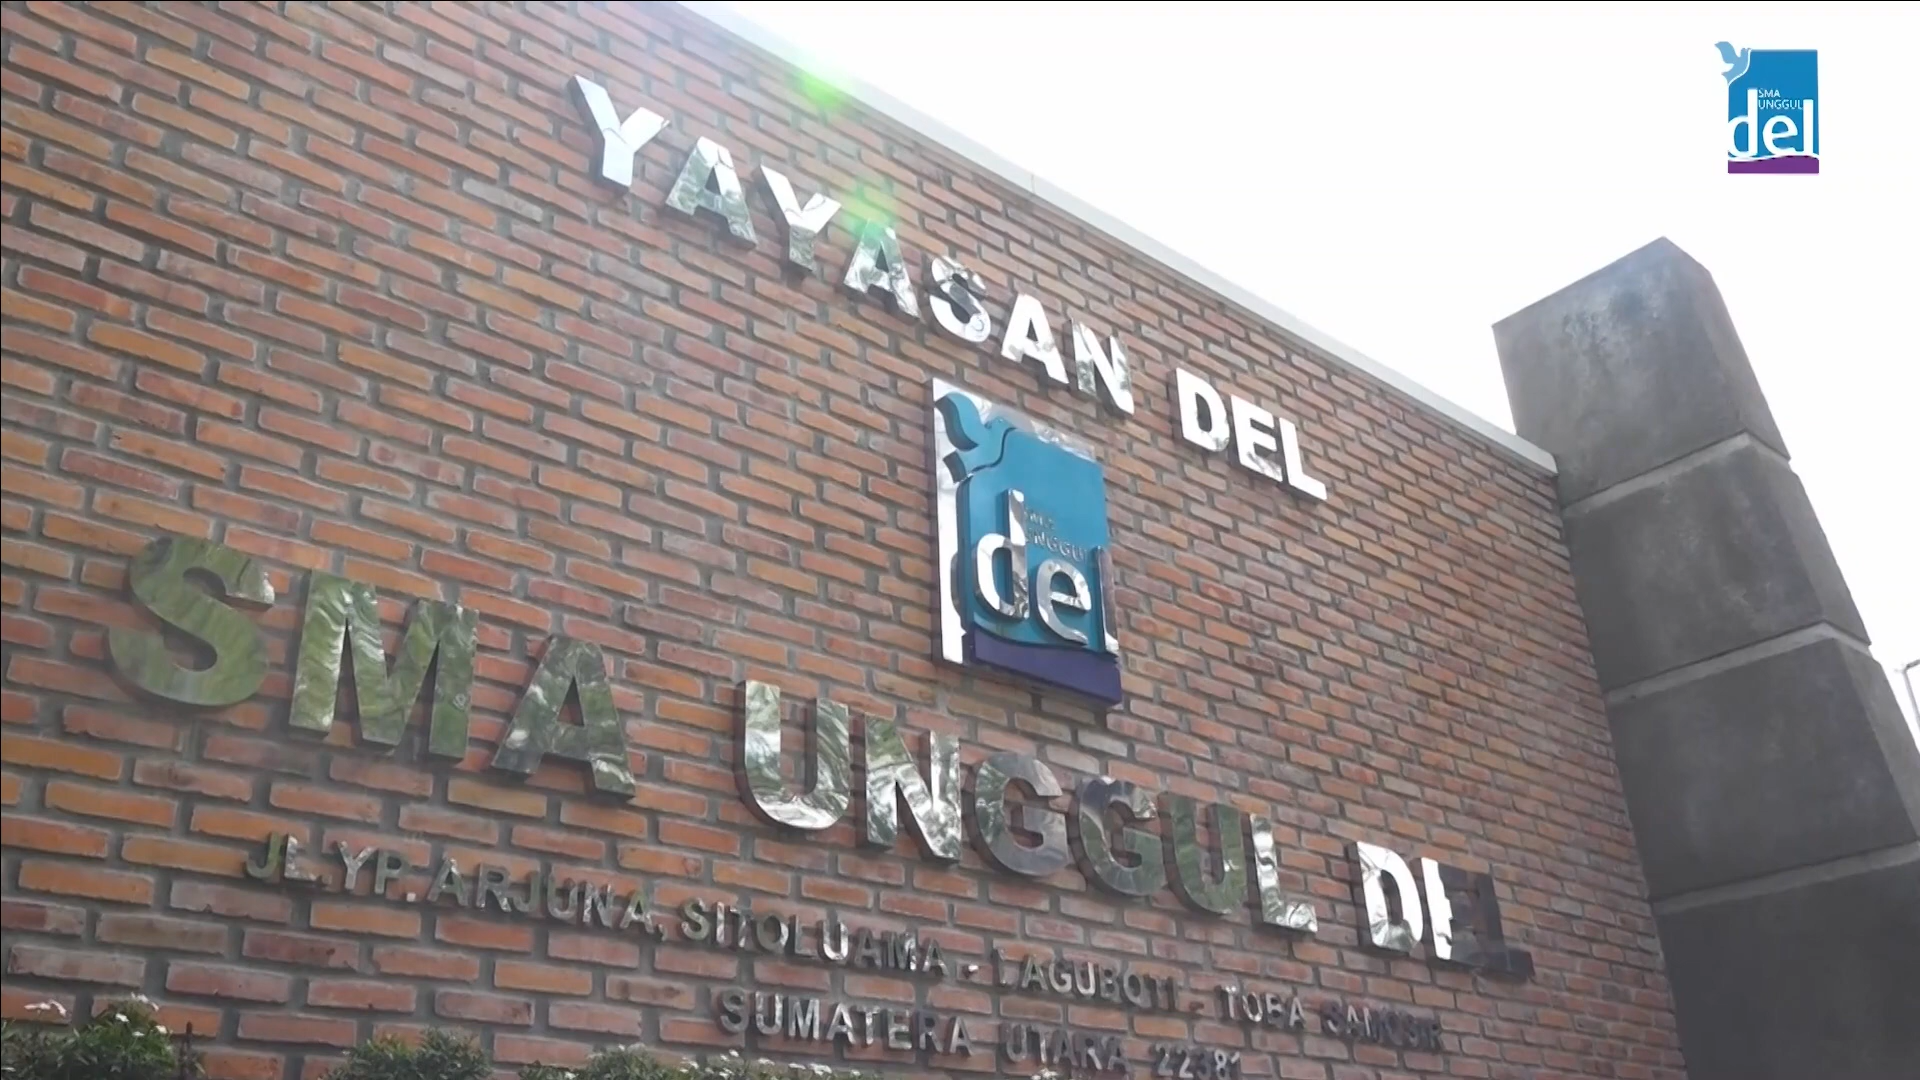 SMA
UNGGUL
del
YAYASAN DEL
SMA
UNGGUL
del
SMA UNGGUL DEL
JL.YP.ARJUNA, SITOLUAMA - LAGUBOTI - TOBA SAMOSIR
SUMATERA UTARA 22381